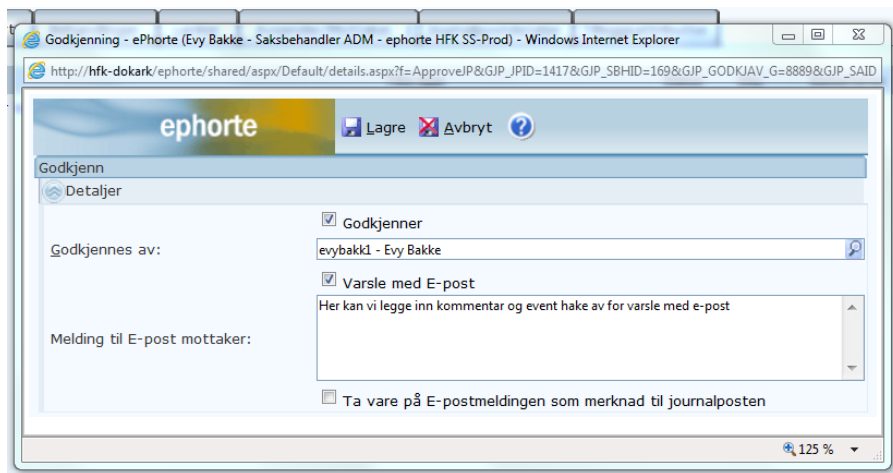 Godkjenning - ePhorte (Evy Bakke - Saksbehandler ADM - ephorte HFK SS-Prod) - Windows Internet Explorer
http://hfk-dokark/ephorte/shared/aspx/Default/details.aspx?f=ApproveJP&GJP_JPID=1417&GJP_SBHID=169&GJP_GODKJAV_G=8889&GJP_SAID
ephorte Lagre Avbryt ?
Godkjenn
Detaljer
Godkjenner
Godkjennes av: evybakk1 - Evy Bakke
Varsle med E-post
Her kan vi legge inn kommentar og event hake av for varsle med e-post
Melding til E-post mottaker:
Ta vare på E-postmeldingen som merknad til journalposten
125 %